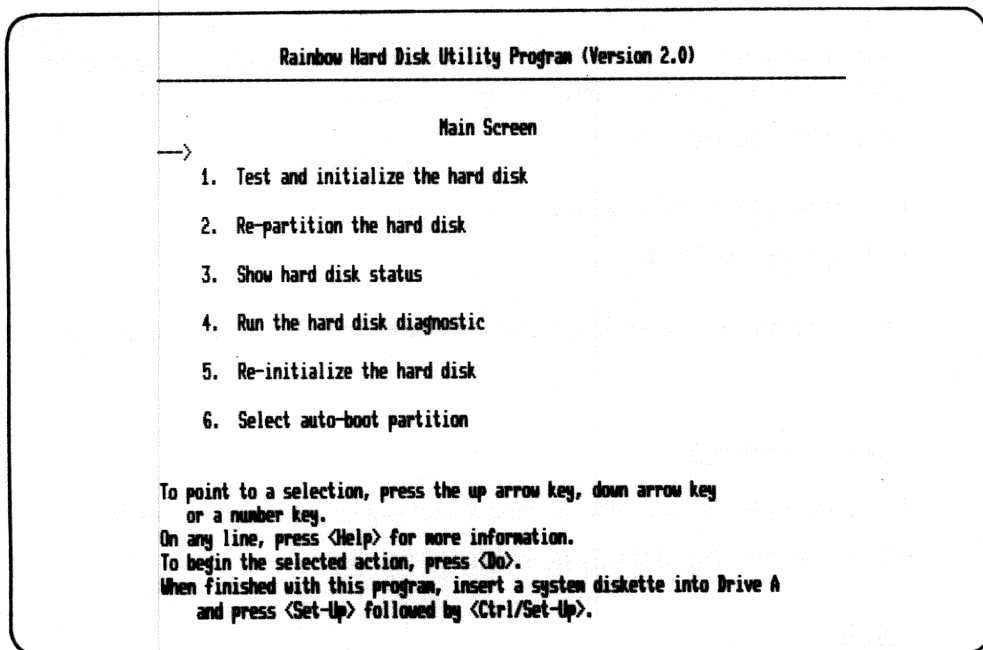 Rainbow Hard Disk Utility Program (Version 2.0)
Main Screen
--->
1. Test and initialize the hard disk
2. Re-partition the hard disk
3. Show hard disk status
4. Run the hard disk diagnostic
5. Re-initialize the hard disk
6. Select auto-boot partition
To point to a selection, press the up arrow key, down arrow key
or a number key.
On any line, press <Help> for more information.
To begin the selected action, press <Do>.
When finished with this program, insert a system diskette into Drive A
and press <Set-Up> followed by <Ctrl/Set-Up>.